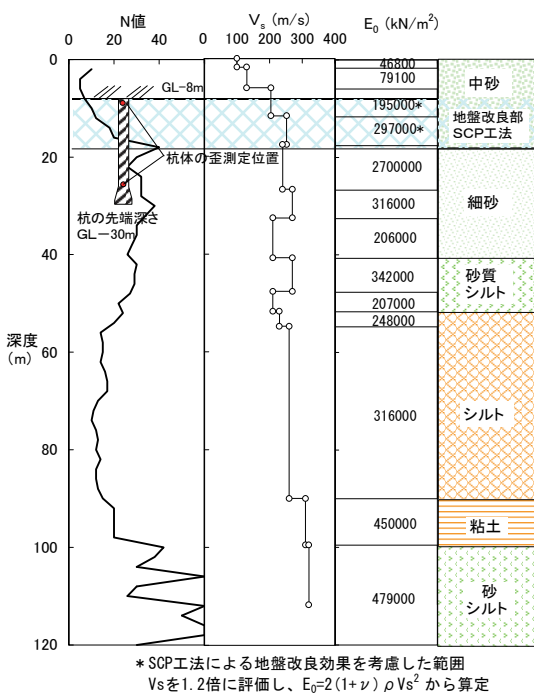 N値
0 20 40 60
V_s (m/s)
0 100 200 300 400
E₀ (kN/m²)
深度
(m)
0
20
40
60
80
100
120
GL-8m
杭体の歪測定位置
杭の先端深さ
GL-30m
46800
79100
195000*
297000*
2700000
316000
206000
342000
207000
248000
316000
450000
479000
中砂
地盤改良部
SCP工法
細砂
砂質
シルト
シルト
粘土
砂
シルト
* SCP工法による地盤改良効果を考慮した範囲
Vsを1.2倍に評価し、E₀=2(1+ν)ρVs²から算定